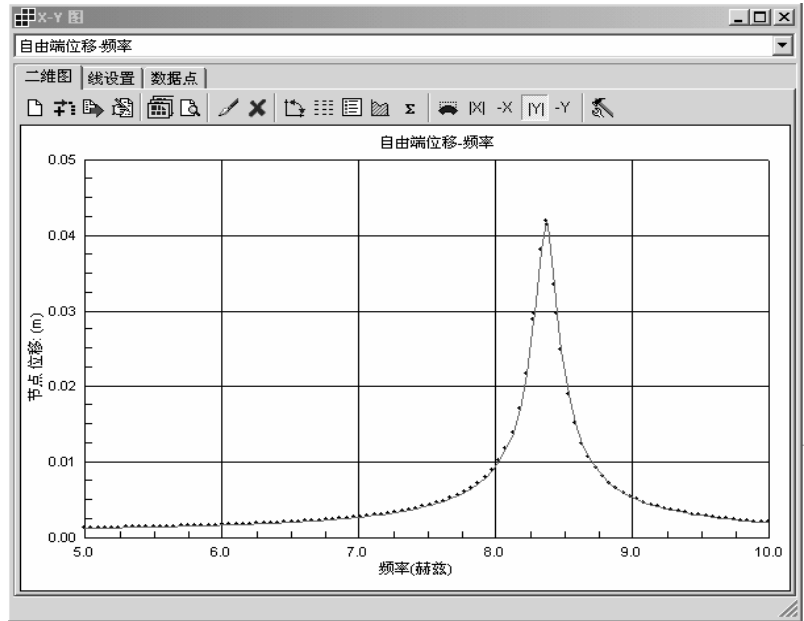 X-Y 图
自由端位移-频率
二维图 线设置 数据点
Σ |X| -X |Y| -Y
自由端位移-频率
0.05
0.04
0.03
0.02
0.01
0.00
节点 位移: (m)
5.0 6.0 7.0 8.0 9.0 10.0
频率(赫兹)